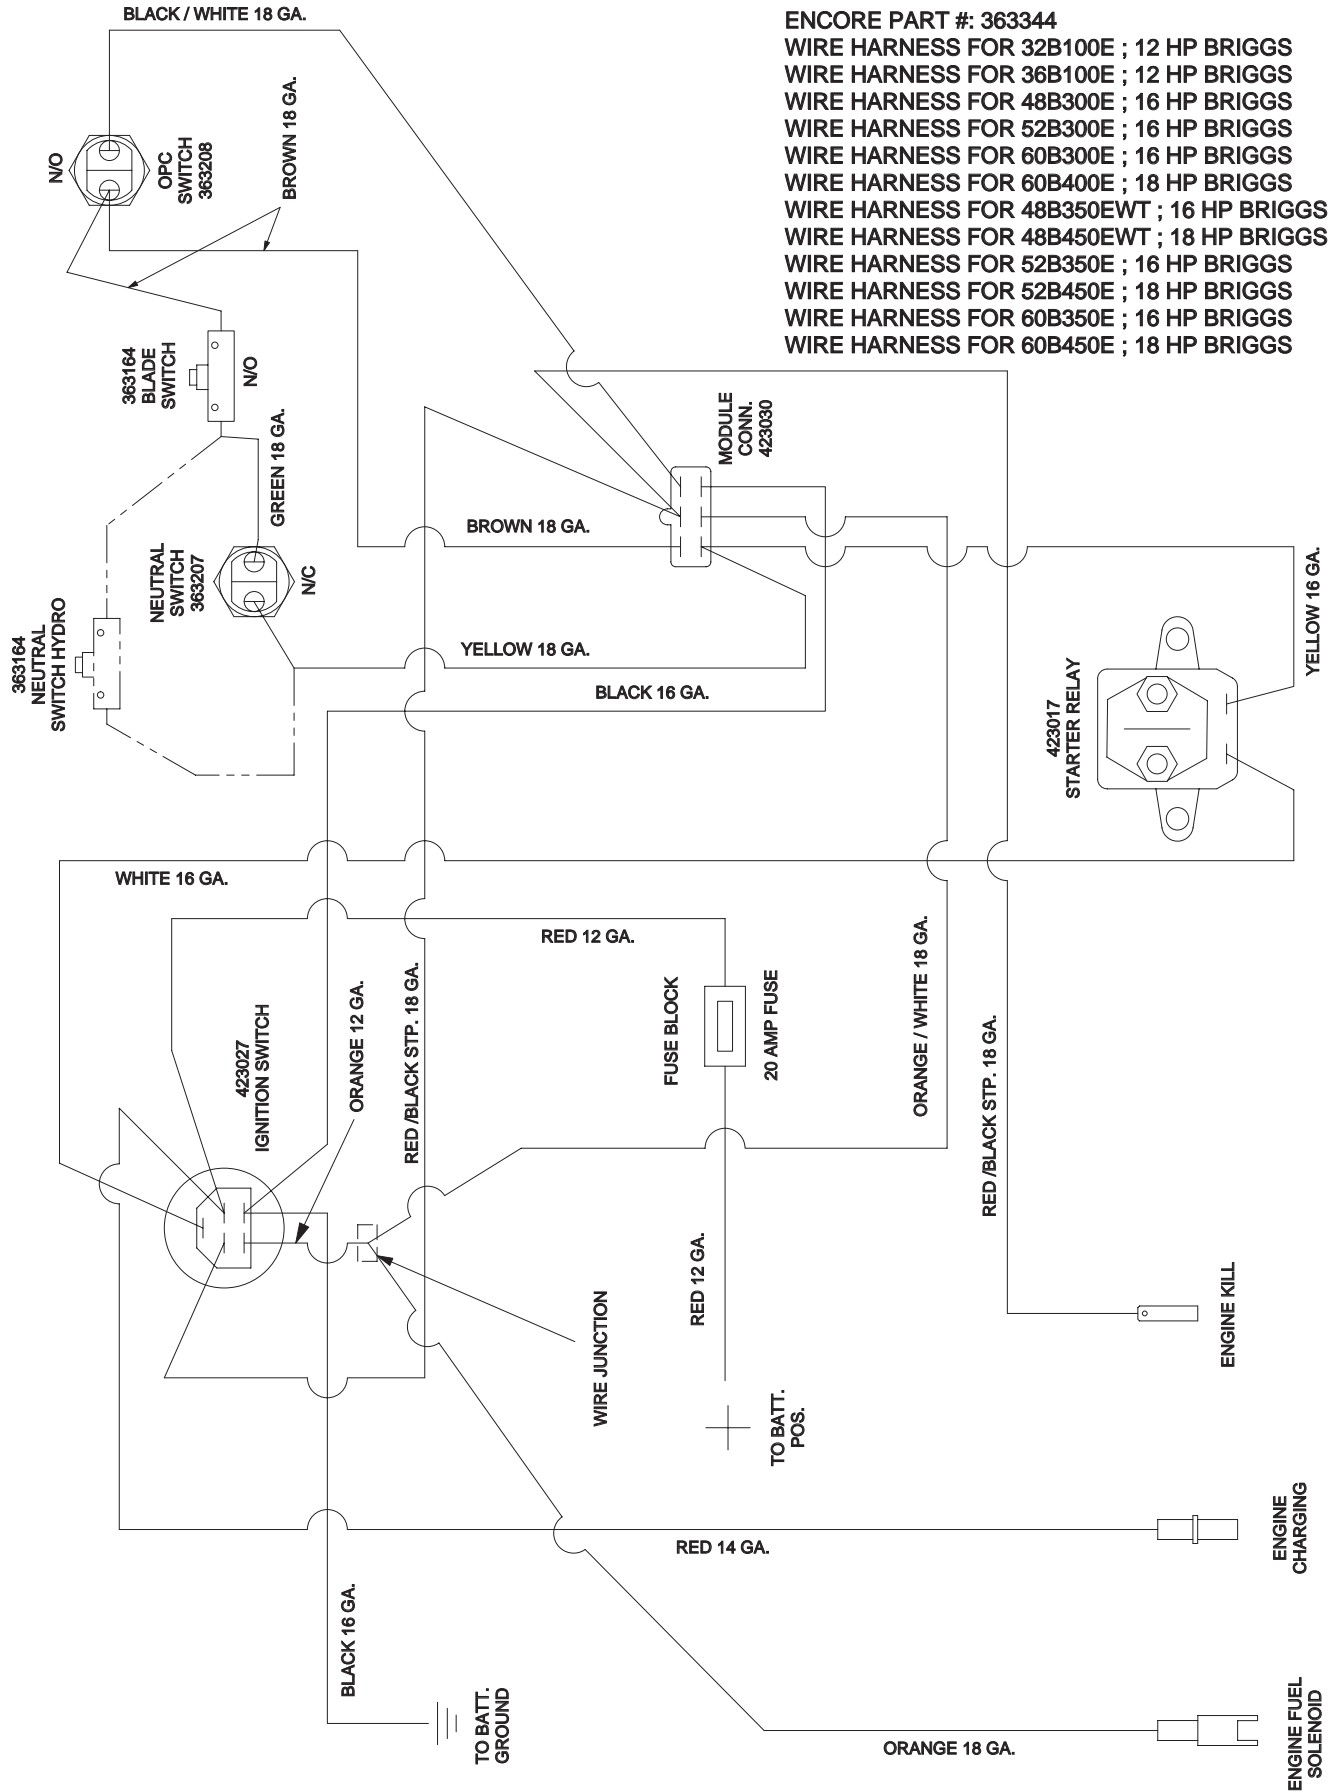 BLACK / WHITE 18 GA.
ENCORE PART #: 363344
WIRE HARNESS FOR 32B100E ; 12 HP BRIGGS
WIRE HARNESS FOR 36B100E ; 12 HP BRIGGS
WIRE HARNESS FOR 48B300E ; 16 HP BRIGGS
WIRE HARNESS FOR 52B300E ; 16 HP BRIGGS
WIRE HARNESS FOR 60B300E ; 16 HP BRIGGS
WIRE HARNESS FOR 60B400E ; 18 HP BRIGGS
WIRE HARNESS FOR 48B350EWT ; 16 HP BRIGGS
WIRE HARNESS FOR 48B450EWT ; 18 HP BRIGGS
WIRE HARNESS FOR 52B350E ; 16 HP BRIGGS
WIRE HARNESS FOR 52B450E ; 18 HP BRIGGS
WIRE HARNESS FOR 60B350E ; 16 HP BRIGGS
WIRE HARNESS FOR 60B450E ; 18 HP BRIGGS
N/O
OPC
SWITCH
363208
BROWN 18 GA.
363164
BLADE
SWITCH
N/O
GREEN 18 GA.
MODULE
CONN.
423030
BROWN 18 GA.
NEUTRAL
SWITCH
363207
N/C
363164
NEUTRAL
SWITCH HYDRO
YELLOW 18 GA.
BLACK 16 GA.
YELLOW 16 GA.
423017
STARTER RELAY
WHITE 16 GA.
RED 12 GA.
423027
IGNITION SWITCH
ORANGE 12 GA.
RED /BLACK STP. 18 GA.
FUSE BLOCK
20 AMP FUSE
ORANGE / WHITE 18 GA.
RED /BLACK STP. 18 GA.
RED 12 GA.
WIRE JUNCTION
ENGINE KILL
TO BATT.
POS.
RED 14 GA.
ENGINE
CHARGING
BLACK 16 GA.
TO BATT.
GROUND
ORANGE 18 GA.
ENGINE FUEL
SOLENOID